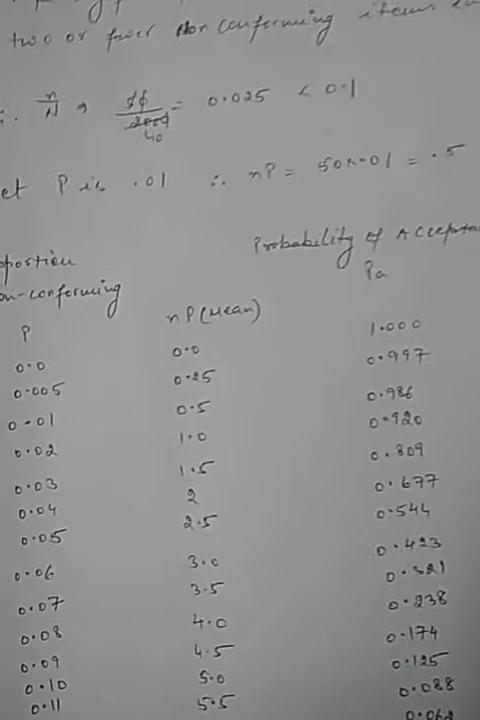 two or fewer Non conforming items
∴ n/N ⇒ 50/2000 40 = 0.025 < 0.1
et P is .01 ∴ nP = 50×.01 = .5
Probability of Accepta
Pa
oportion
on-conforming
P nP (Mean)
0.0 0.0 1.000
0.005 0.25 0.997
0.01 0.5 0.986
0.02 1.0 0.920
0.03 1.5 0.809
0.04 2 0.677
0.05 2.5 0.544
0.06 3.0 0.423
0.07 3.5 0.321
0.08 4.0 0.238
0.09 4.5 0.174
0.10 5.0 0.125
0.11 5.5 0.088